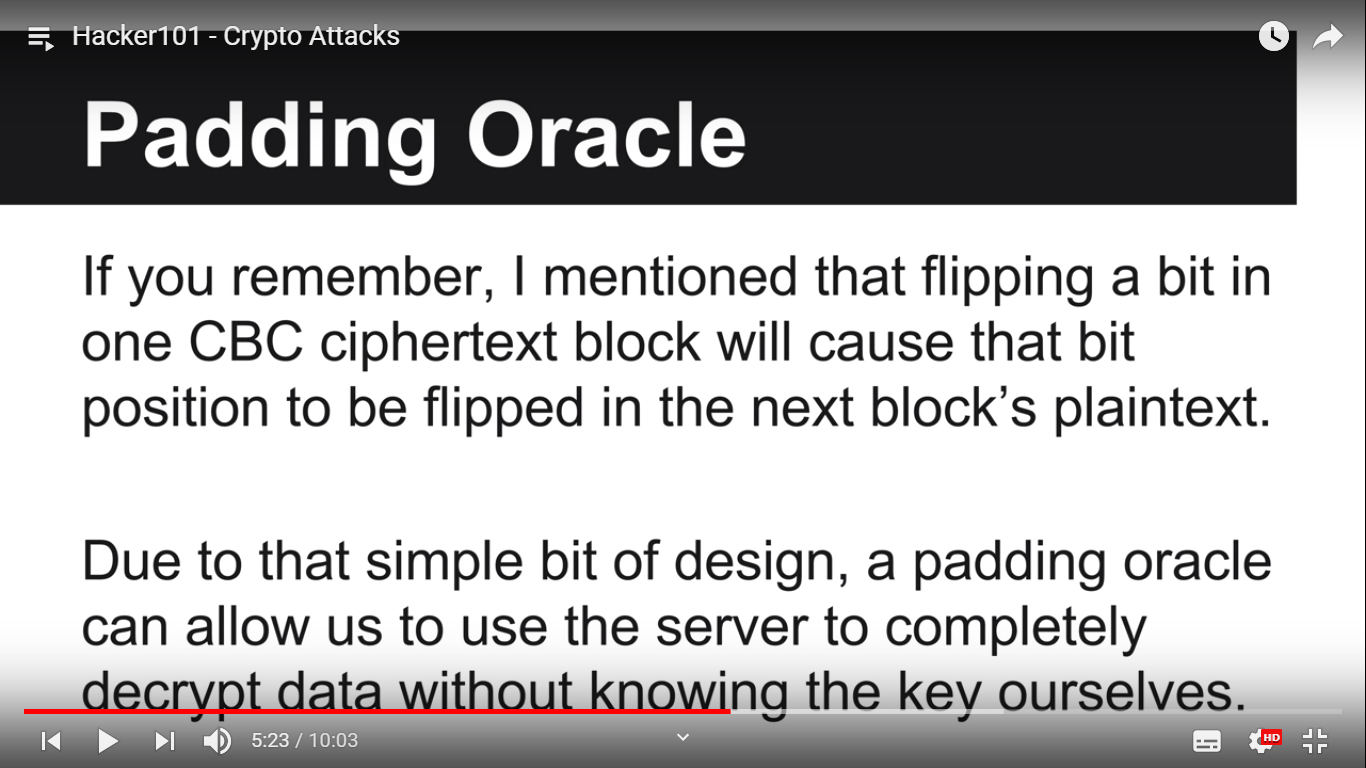 Hacker101 - Crypto Attacks
Padding Oracle
If you remember, I mentioned that flipping a bit in
one CBC ciphertext block will cause that bit
position to be flipped in the next block’s plaintext.
Due to that simple bit of design, a padding oracle
can allow us to use the server to completely
decrypt data without knowing the key ourselves.
5:23 / 10:03
HD